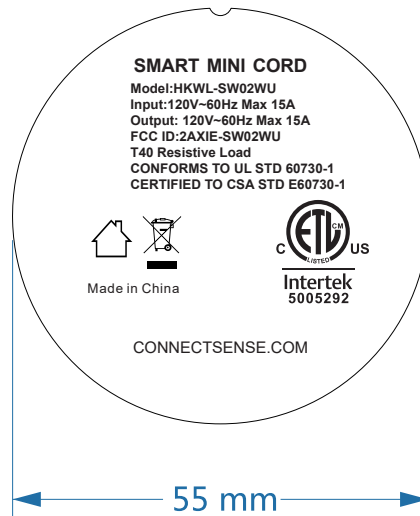 SMART MINI CORD
Model:HKWL-SW02WU
Input:120V~60Hz Max 15A
Output: 120V~60Hz Max 15A
FCC ID:2AXIE-SW02WU
T40 Resistive Load
CONFORMS TO UL STD 60730-1
CERTIFIED TO CSA STD E60730-1
ETL CM
C US
LISTED
Intertek
5005292
Made in China
CONNECTSENSE.COM
55 mm